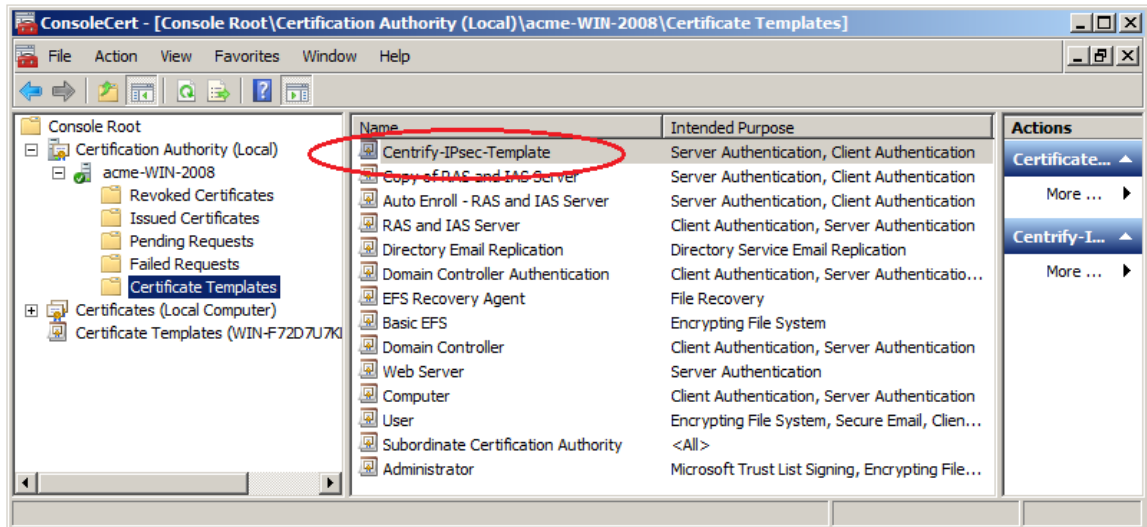 ConsoleCert - [Console Root\Certification Authority (Local)\acme-WIN-2008\Certificate Templates]
File Action View Favorites Window Help
Console Root
Certification Authority (Local)
acme-WIN-2008
Revoked Certificates
Issued Certificates
Pending Requests
Failed Requests
Certificate Templates
Certificates (Local Computer)
Certificate Templates (WIN-F72D7U7KI
Name Intended Purpose
Centrify-IPsec-Template Server Authentication, Client Authentication
Copy of RAS and IAS Server Server Authentication, Client Authentication
Auto Enroll - RAS and IAS Server Server Authentication, Client Authentication
RAS and IAS Server Client Authentication, Server Authentication
Directory Email Replication Directory Service Email Replication
Domain Controller Authentication Client Authentication, Server Authenticatio...
EFS Recovery Agent File Recovery
Basic EFS Encrypting File System
Domain Controller Client Authentication, Server Authentication
Web Server Server Authentication
Computer Client Authentication, Server Authentication
User Encrypting File System, Secure Email, Clien...
Subordinate Certification Authority <All>
Administrator Microsoft Trust List Signing, Encrypting File...
Actions
Certificate...
More ...
Centrify-I...
More ...